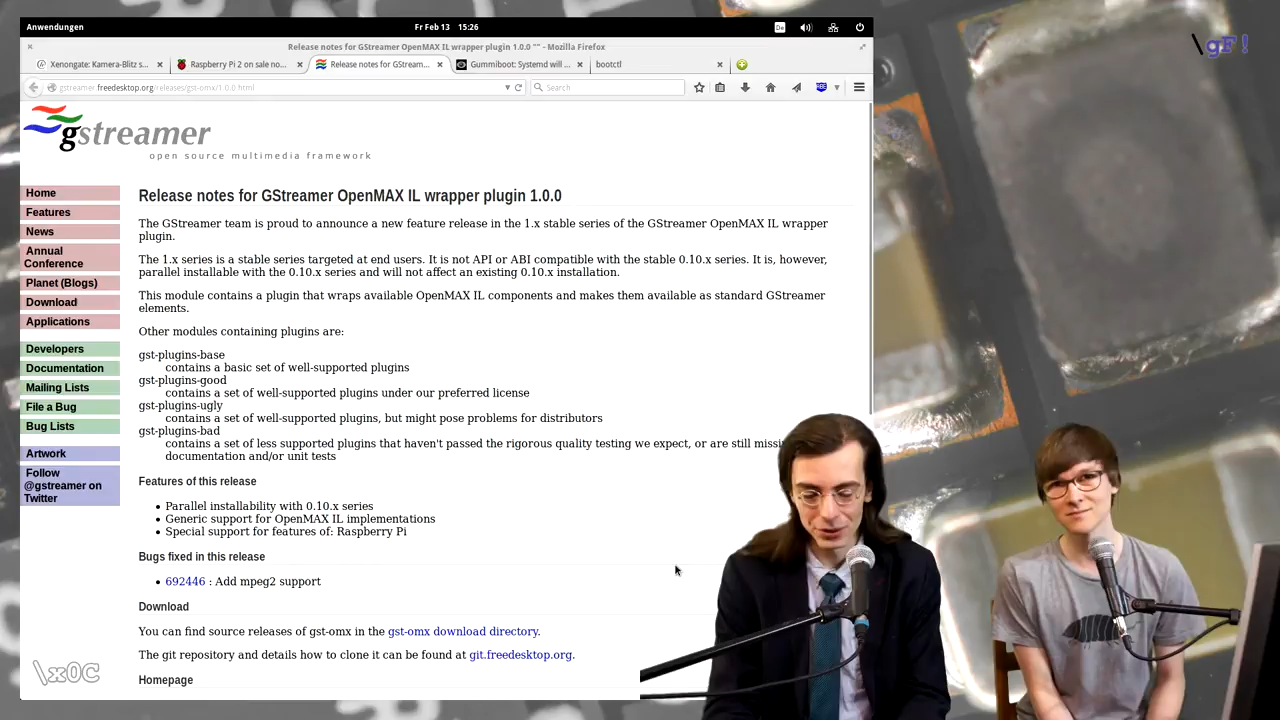 Anwendungen
Fr Feb 13 15:26
De
Release notes for GStreamer OpenMAX IL wrapper plugin 1.0.0 "" - Mozilla Firefox
Xenongate: Kamera-Blitz s...
Raspberry Pi 2 on sale no...
Release notes for GStream...
Gummiboot: Systemd will ...
bootctl
gstreamer.freedesktop.org/releases/gst-omx/1.0.0.html
Search
ABP
\gF!
gstreamer
open source multimedia framework
Home
Features
News
Annual
Conference
Planet (Blogs)
Download
Applications
Developers
Documentation
Mailing Lists
File a Bug
Bug Lists
Artwork
Follow
@gstreamer on
Twitter
Release notes for GStreamer OpenMAX IL wrapper plugin 1.0.0
The GStreamer team is proud to announce a new feature release in the 1.x stable series of the GStreamer OpenMAX IL wrapper
plugin.
The 1.x series is a stable series targeted at end users. It is not API or ABI compatible with the stable 0.10.x series. It is, however,
parallel installable with the 0.10.x series and will not affect an existing 0.10.x installation.
This module contains a plugin that wraps available OpenMAX IL components and makes them available as standard GStreamer
elements.
Other modules containing plugins are:
gst-plugins-base
contains a basic set of well-supported plugins
gst-plugins-good
contains a set of well-supported plugins under our preferred license
gst-plugins-ugly
contains a set of well-supported plugins, but might pose problems for distributors
gst-plugins-bad
contains a set of less supported plugins that haven't passed the rigorous quality testing we expect, or are still missi
documentation and/or unit tests
Features of this release
• Parallel installability with 0.10.x series
• Generic support for OpenMAX IL implementations
• Special support for features of: Raspberry Pi
Bugs fixed in this release
• 692446 : Add mpeg2 support
Download
You can find source releases of gst-omx in the gst-omx download directory.
The git repository and details how to clone it can be found at git.freedesktop.org.
Homepage
\x0C